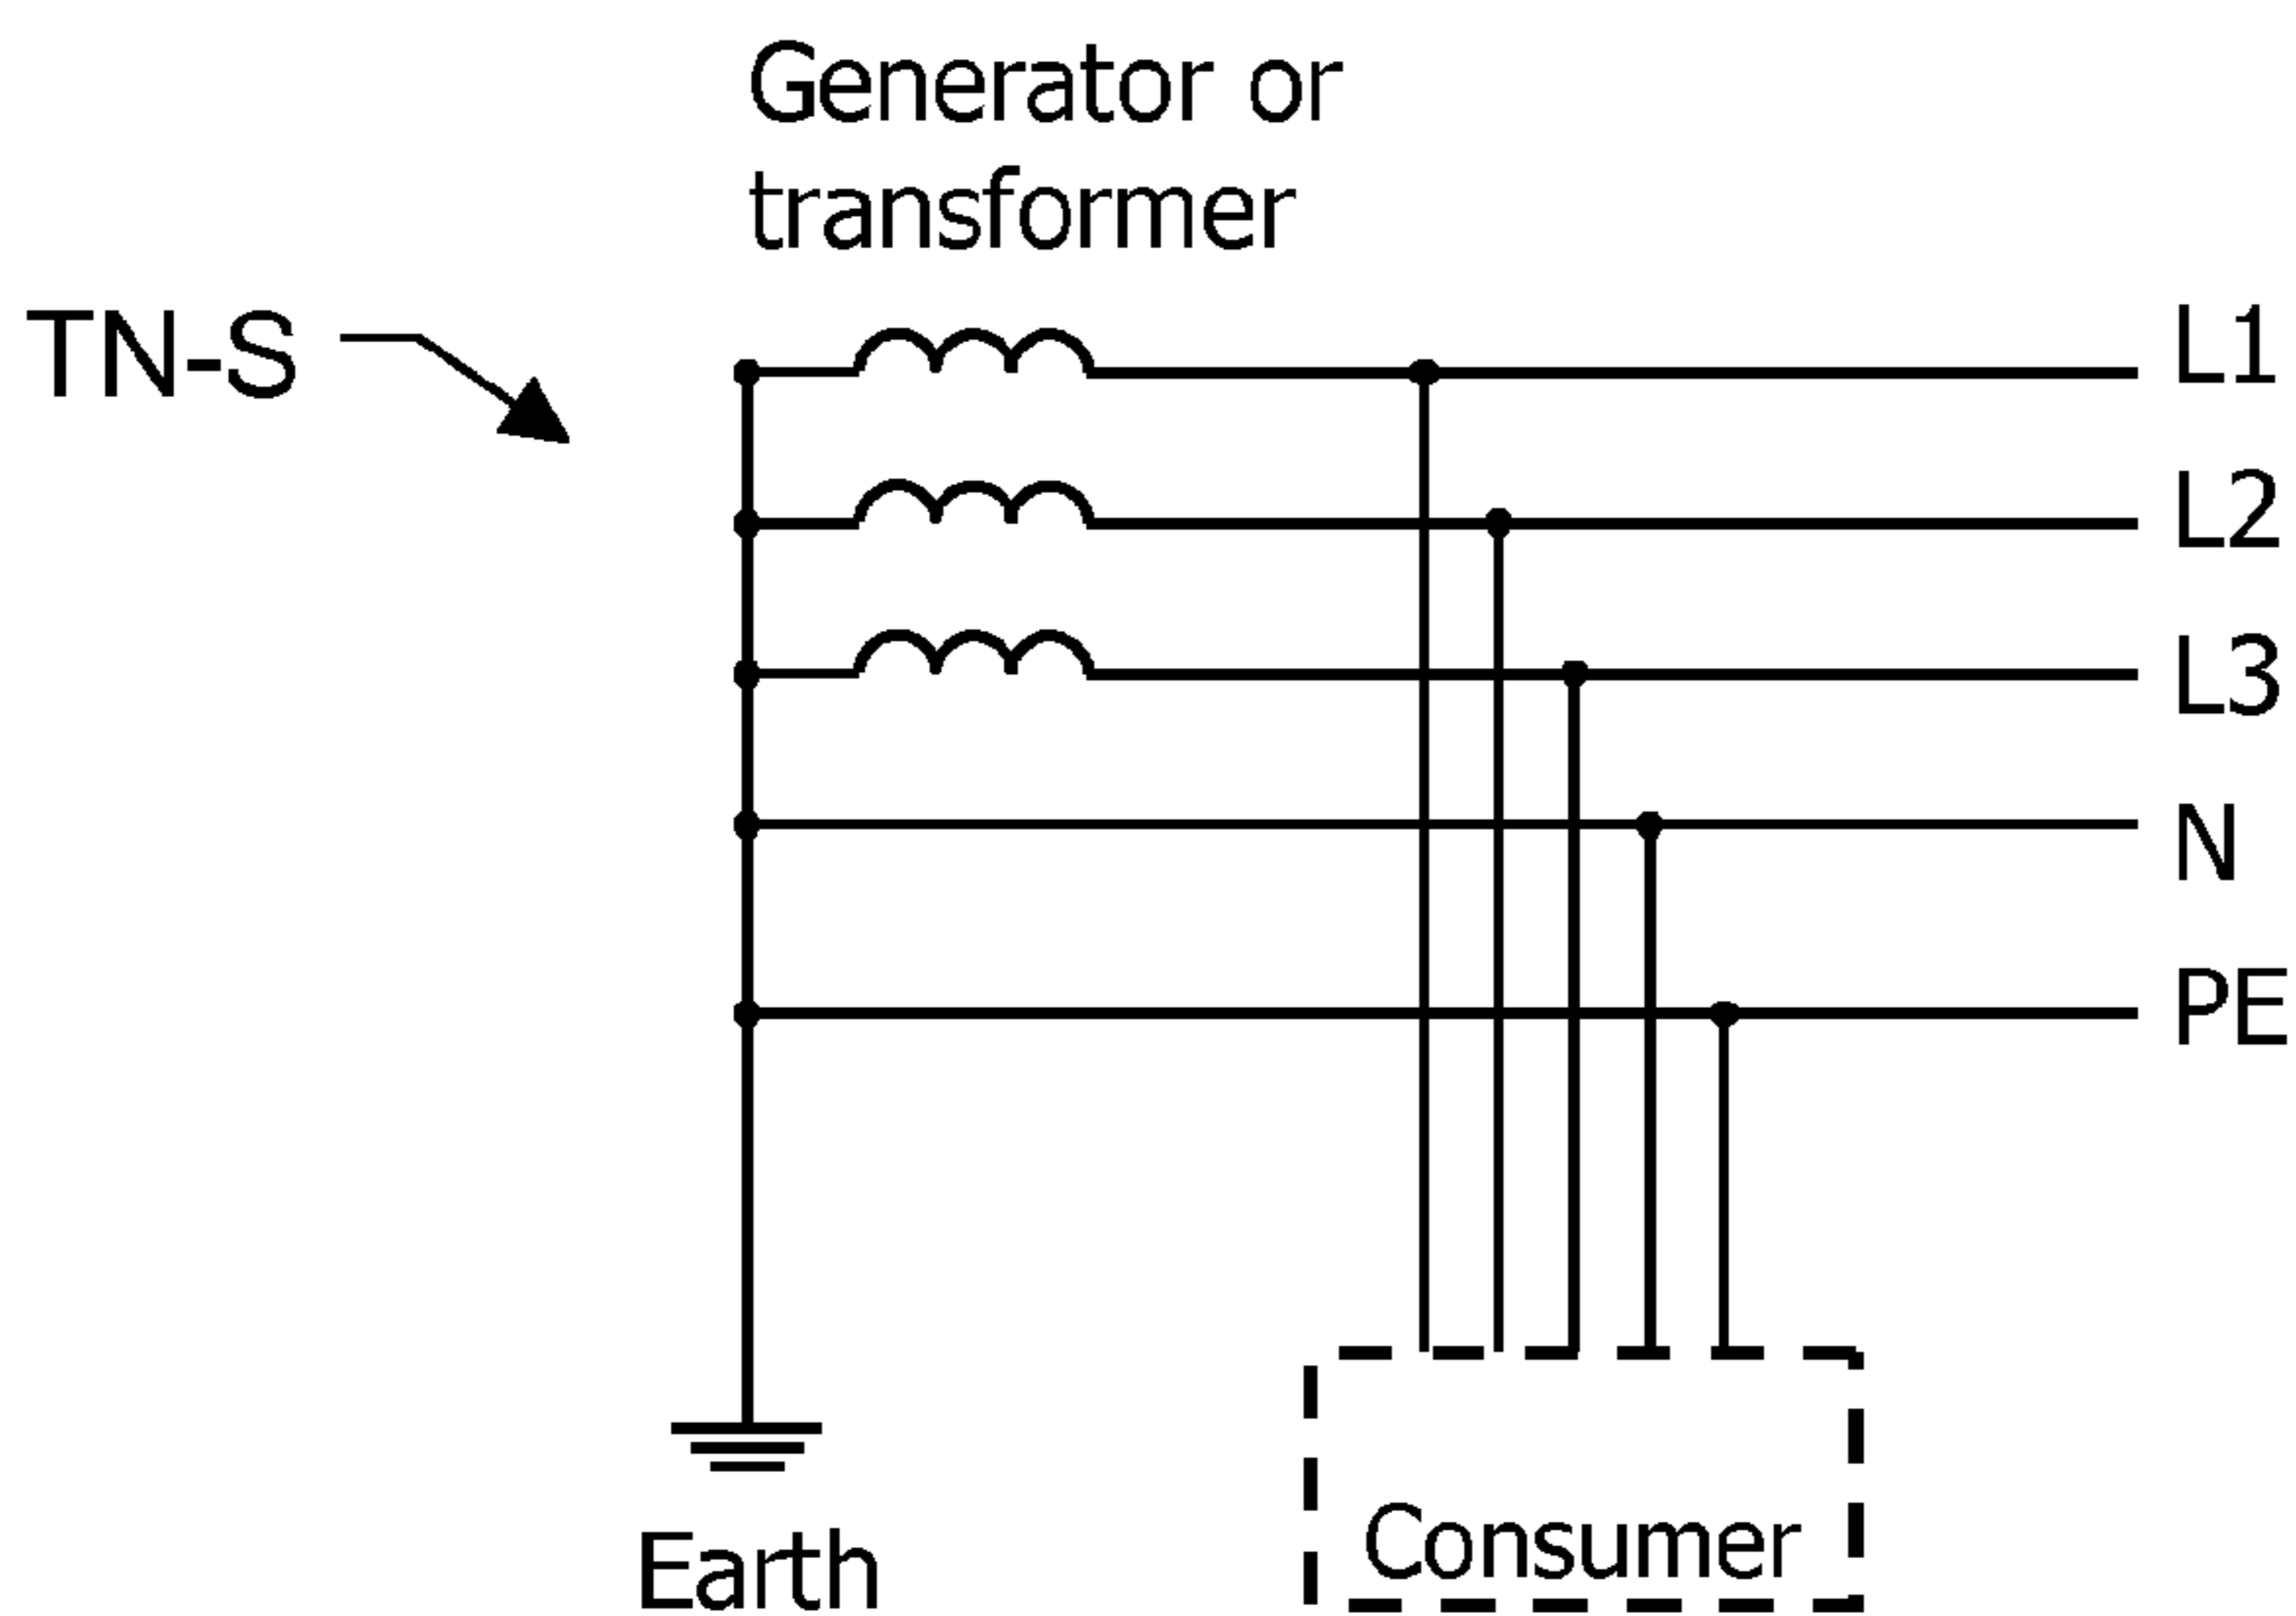 Generator or
transformer
TN-S
L1
L2
L3
N
PE
Consumer
Earth